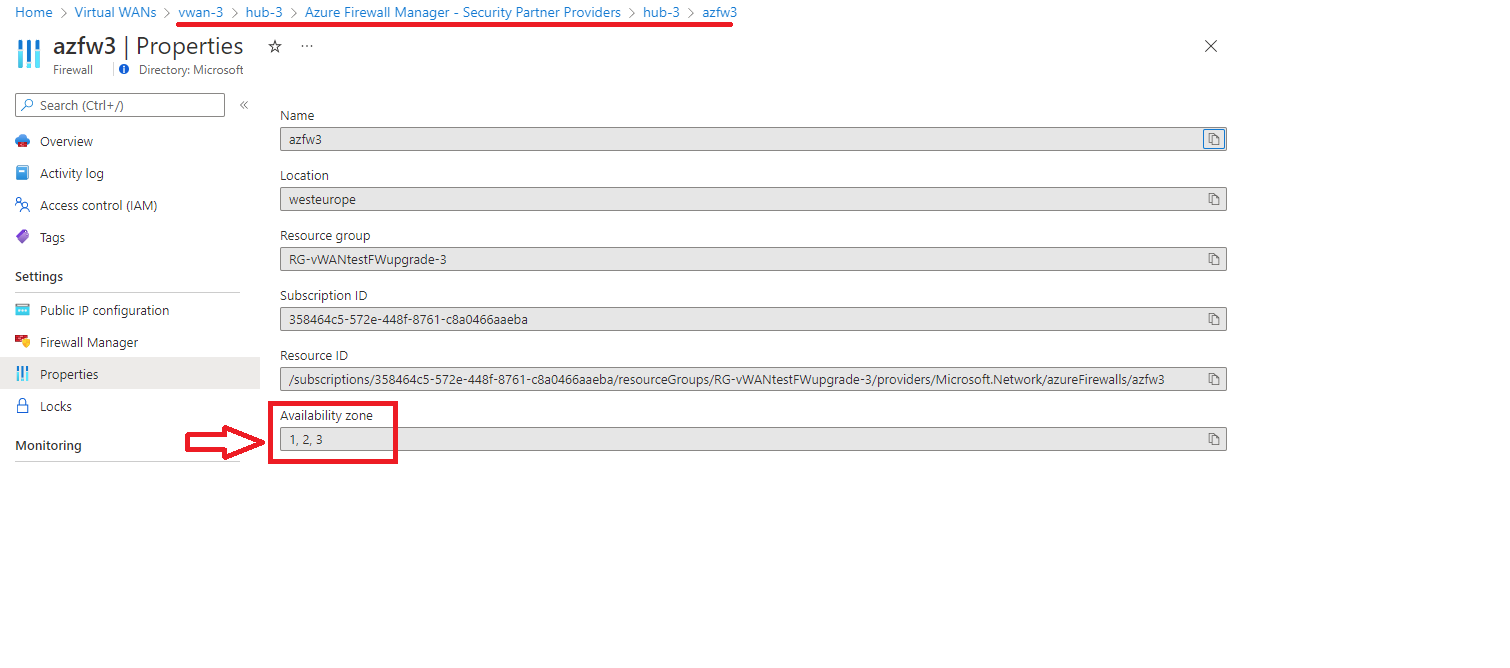 Home > Virtual WANs > vwan-3 > hub-3 > Azure Firewall Manager - Security Partner Providers > hub-3 > azfw3
azfw3 | Properties
Firewall
Directory: Microsoft
Search (Ctrl+/)
Overview
Activity log
Access control (IAM)
Tags
Settings
Public IP configuration
Firewall Manager
Properties
Locks
Monitoring
Name
azfw3
Location
westeurope
Resource group
RG-vWANtestFWupgrade-3
Subscription ID
358464c5-572e-448f-8761-c8a0466aaeba
Resource ID
/subscriptions/358464c5-572e-448f-8761-c8a0466aaeba/resourceGroups/RG-vWANtestFWupgrade-3/providers/Microsoft.Network/azureFirewalls/azfw3
Availability zone
1, 2, 3